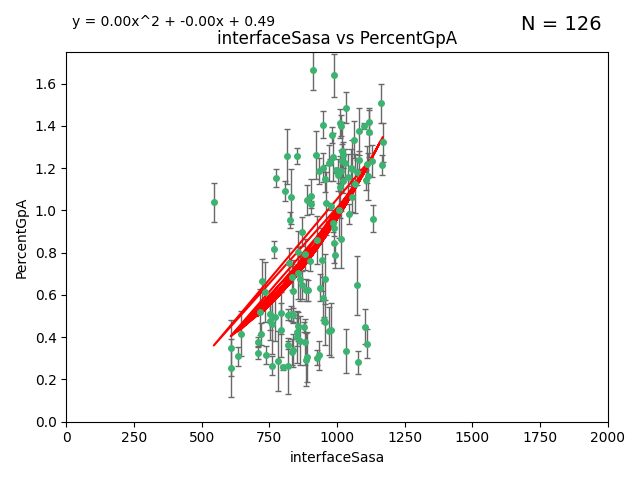 y = 0.00x^2 + -0.00x + 0.49
N = 126
interfaceSasa vs PercentGpA
PercentGpA
1.6
1.4
1.2
1.0
0.8
0.6
0.4
0.2
0.0
0 250 500 750 1000 1250 1500 1750 2000
interfaceSasa